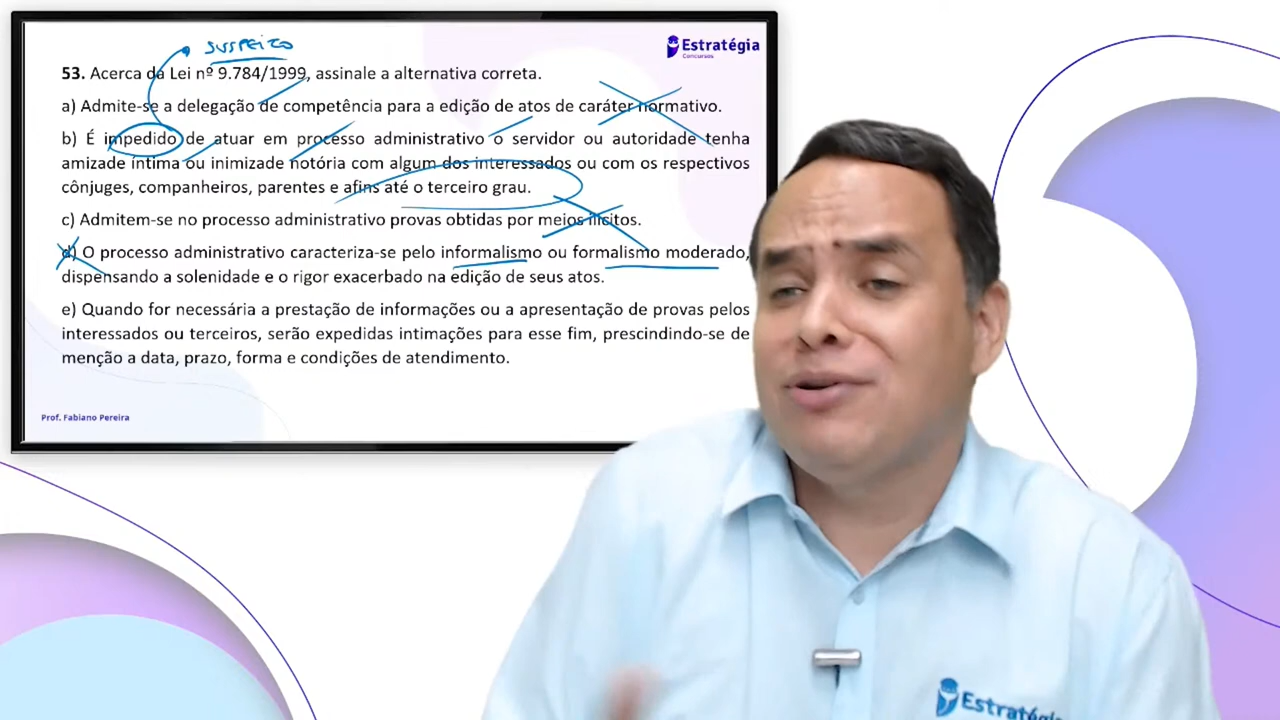 SUSPEITO
Estratégia
Concursos
53. Acerca da Lei nº 9.784/1999, assinale a alternativa correta.
a) Admite-se a delegação de competência para a edição de atos de caráter normativo.
b) É impedido de atuar em processo administrativo o servidor ou autoridade tenha
amizade íntima ou inimizade notória com algum dos interessados ou com os respectivos
cônjuges, companheiros, parentes e afins até o terceiro grau.
c) Admitem-se no processo administrativo provas obtidas por meios ilícitos.
d) O processo administrativo caracteriza-se pelo informalismo ou formalismo moderado,
dispensando a solenidade e o rigor exacerbado na edição de seus atos.
e) Quando for necessária a prestação de informações ou a apresentação de provas pelos
interessados ou terceiros, serão expedidas intimações para esse fim, prescindindo-se de
menção a data, prazo, forma e condições de atendimento.
Prof. Fabiano Pereira
Estratégia